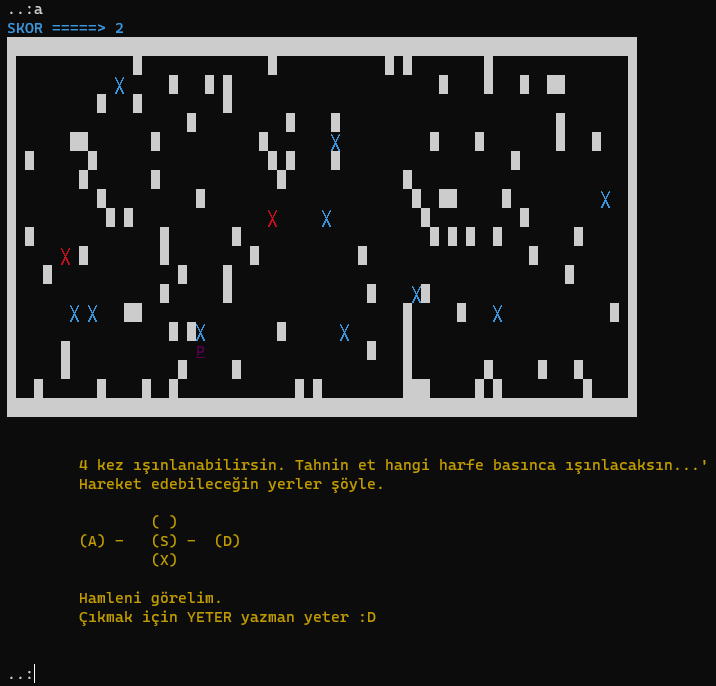 ..:a
SKOR =====> 2
X
X
X
X X
X
X
X X X
X X
P
4 kez ışınlanabilirsin. Tahnin et hangi harfe basınca ışınlacaksın...'
Hareket edebileceğin yerler şöyle.
( )
(A) - (S) - (D)
(X)
Hamleni görelim.
Çıkmak için YETER yazman yeter :D
..: